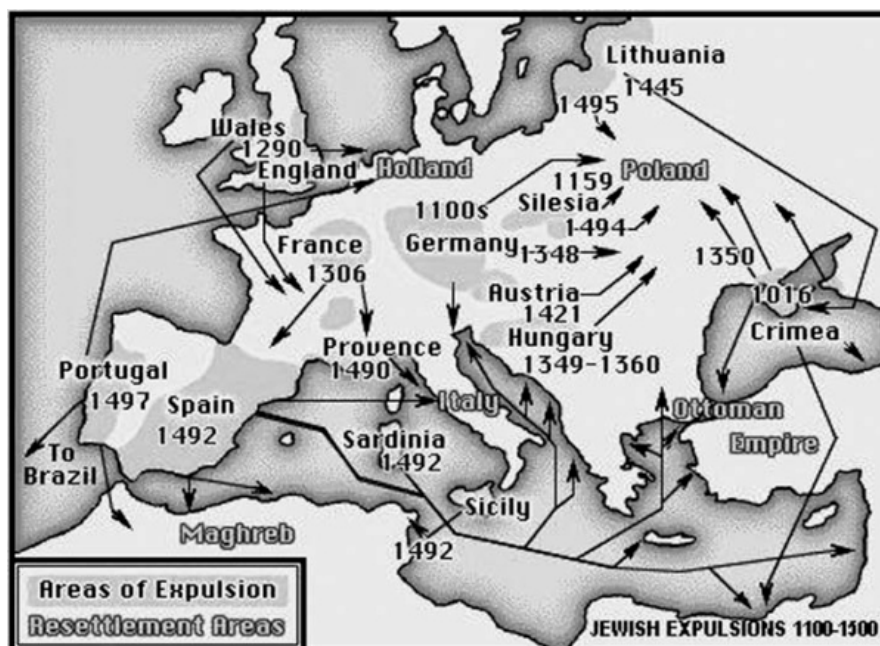 Lithuania
1445
1495
Wales
1290
England
Holland
1159
Poland
Silesia
1100s
1494
France
Germany
1348
1306
1350
1016
Austria
1421
Crimea
Hungary
Provence
1349-1360
1490
Portugal
1497
Spain
Italy
Ottoman
1492
Sardinia
Empire
To
1492
Brazil
Sicily
Maghreb
1492
Areas of Expulsion
Resettlement Areas
JEWISH EXPULSIONS 1100-1500